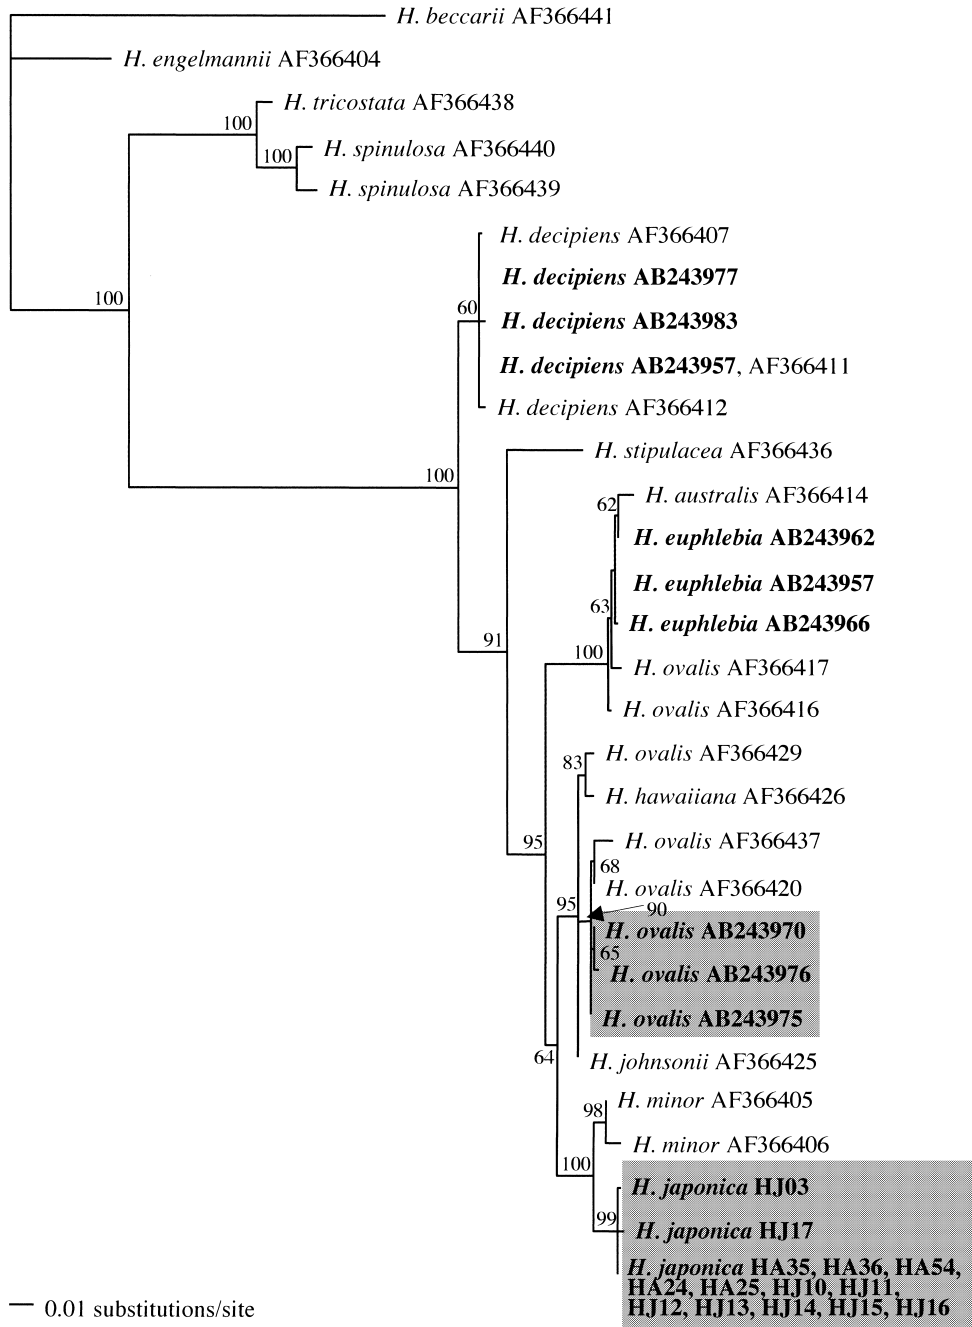 H. beccarii AF366441
H. engelmannii AF366404
H. tricostata AF366438
100
H. spinulosa AF366440
100
H. spinulosa AF366439
H. decipiens AF366407
H. decipiens AB243977
100
60
H. decipiens AB243983
H. decipiens AB243957, AF366411
H. decipiens AF366412
H. stipulacea AF366436
100
H. australis AF366414
62
H. euphlebia AB243962
H. euphlebia AB243957
63
H. euphlebia AB243966
91
100
H. ovalis AF366417
H. ovalis AF366416
H. ovalis AF366429
83
H. hawaiiana AF366426
95
H. ovalis AF366437
68
H. ovalis AF366420
95
90
H. ovalis AB243970
65
H. ovalis AB243976
H. ovalis AB243975
64
H. johnsonii AF366425
H. minor AF366405
98
H. minor AF366406
100
H. japonica HJ03
99
H. japonica HJ17
H. japonica HA35, HA36, HA54,
HA24, HA25, HJ10, HJ11,
HJ12, HJ13, HJ14, HJ15, HJ16
0.01 substitutions/site